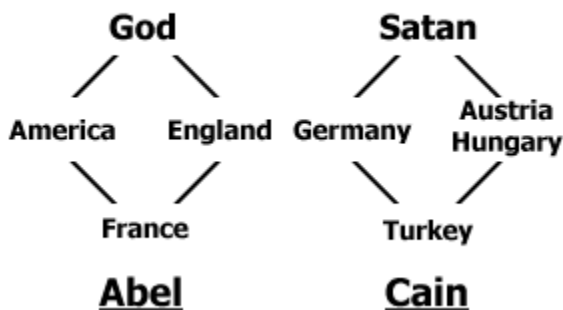 God
Satan
America
England
Germany
Austria
Hungary
France
Turkey
Abel
Cain